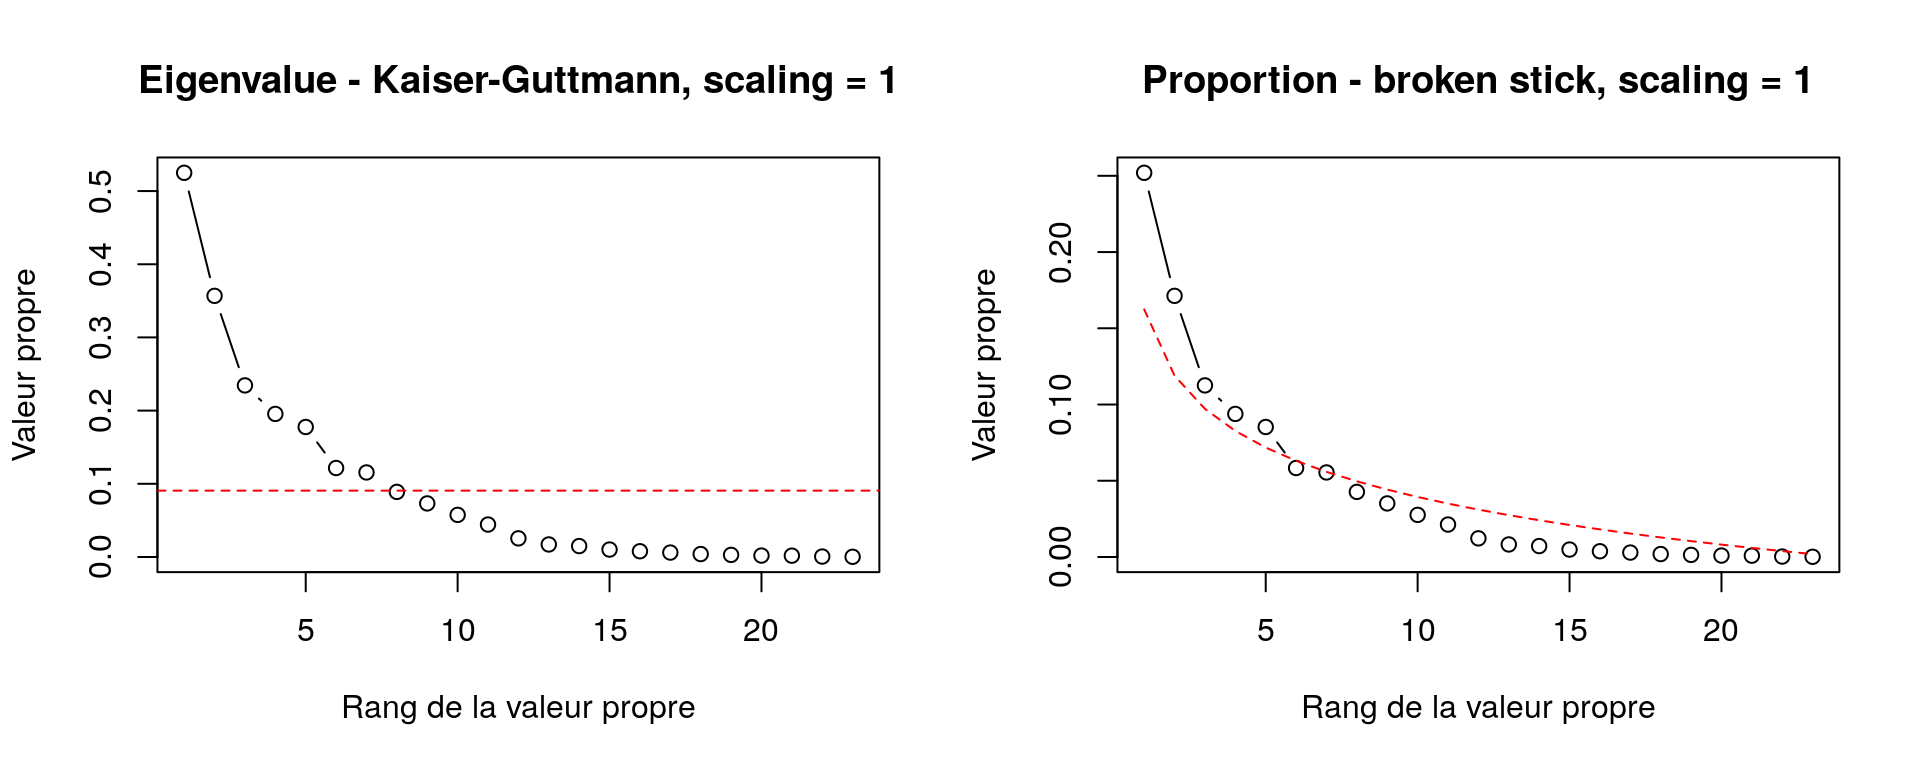 Eigenvalue - Kaiser-Guttmann, scaling = 1
Valeur propre
0.5
0.4
0.3
0.2
0.1
0.0
5 10 15 20
Rang de la valeur propre
Proportion - broken stick, scaling = 1
Valeur propre
0.20
0.10
0.00
5 10 15 20
Rang de la valeur propre